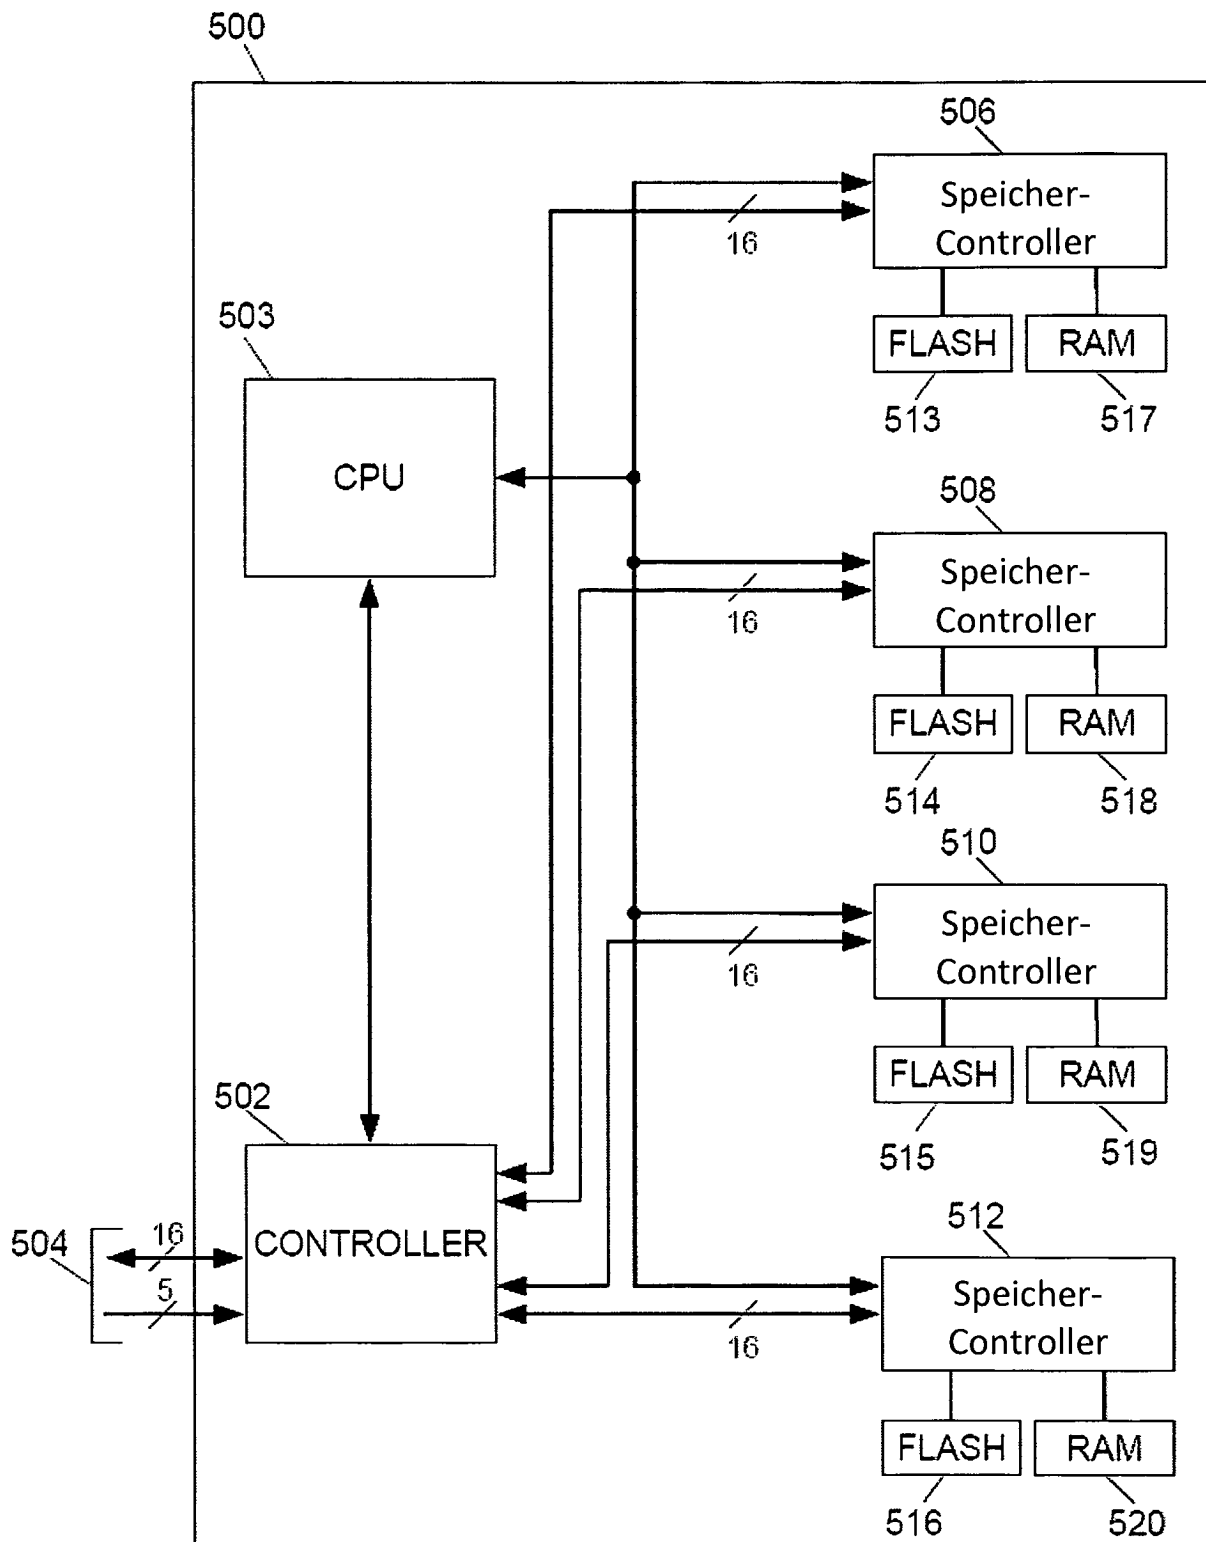 500
506
Speicher-
Controller
16
FLASH
RAM
513
517
503
CPU
508
Speicher-
Controller
16
FLASH
RAM
514
518
510
Speicher-
Controller
16
FLASH
RAM
515
519
502
CONTROLLER
504
16
5
512
Speicher-
Controller
16
FLASH
RAM
516
520